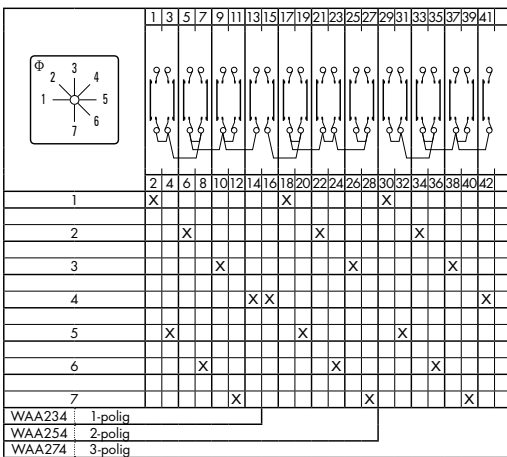 1 3 5 7 9 11 13 15 17 19 21 23 25 27 29 31 33 35 37 39 41
Φ
3
2 4
1 5
6
7
2 4 6 8 10 12 14 16 18 20 22 24 26 28 30 32 34 36 38 40 42
1 X X X
2 X X X
3 X X X
4 X X X
5 X X X
6 X X X
7 X X X
WAA234 1-polig
WAA254 2-polig
WAA274 3-polig